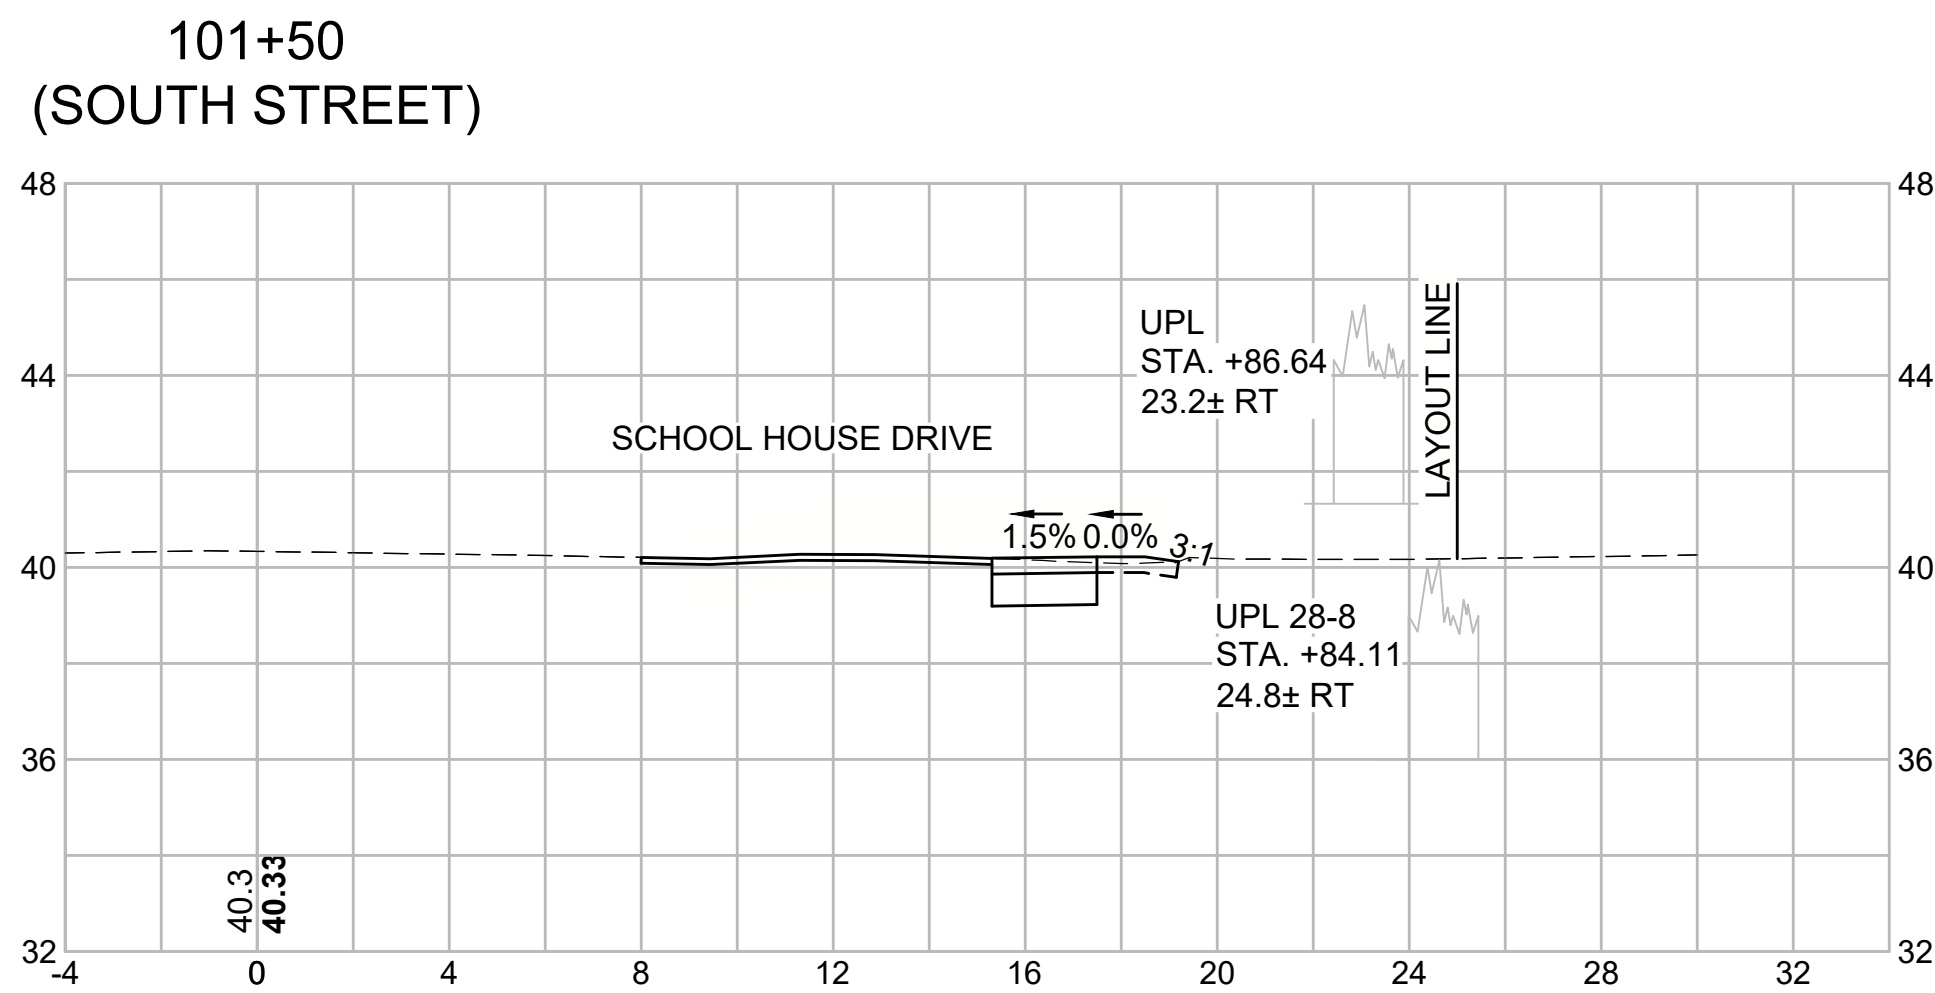 101+50
(SOUTH STREET)
48
48
UPL
STA. +86.64
23.2± RT
LAYOUT LINE
44
44
SCHOOL HOUSE DRIVE
1.5%
0.0%
3:1
40
40
UPL 28-8
STA. +84.11
24.8± RT
36
36
40.3
40.33
32
32
-4
0
4
8
12
16
20
24
28
32